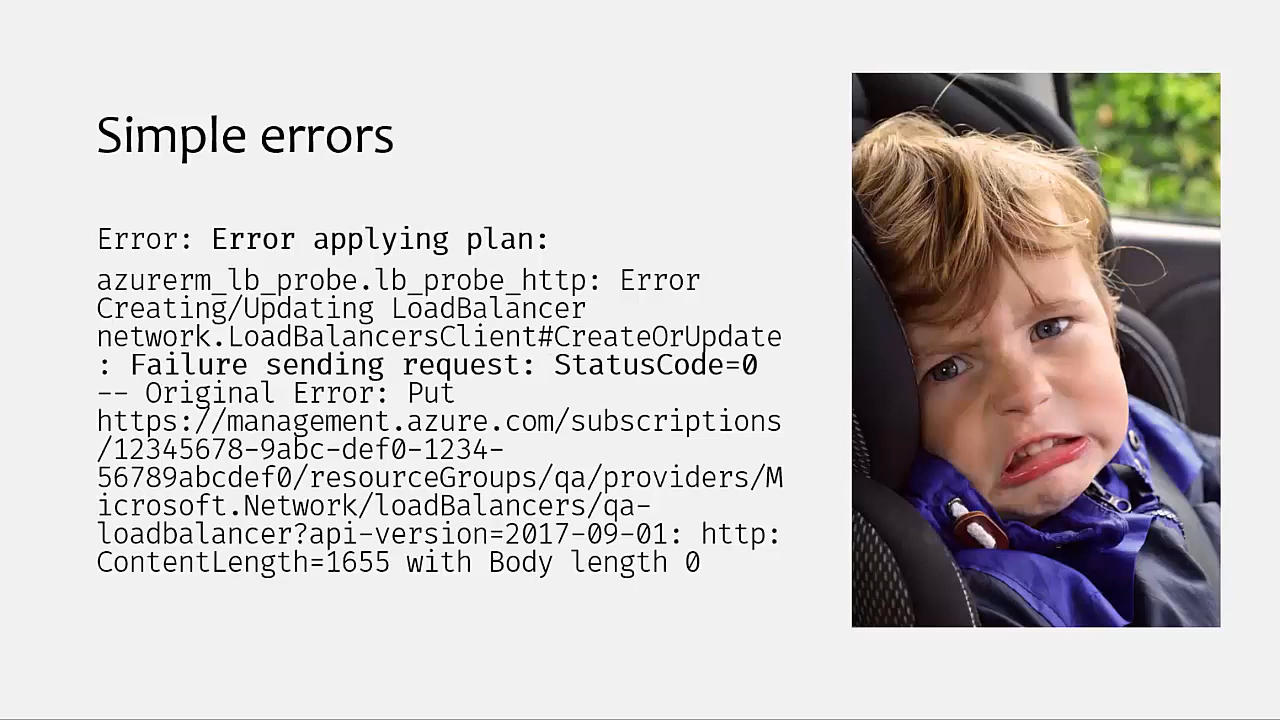 Simple errors
Error: Error applying plan:
azurerm_lb_probe.lb_probe_http: Error
Creating/Updating LoadBalancer
network.LoadBalancersClient#CreateOrUpdate
: Failure sending request: StatusCode=0
-- Original Error: Put
https://management.azure.com/subscriptions
/12345678-9abc-def0-1234-
56789abcdef0/resourceGroups/qa/providers/M
icrosoft.Network/loadBalancers/qa-
loadbalancer?api-version=2017-09-01: http:
ContentLength=1655 with Body length 0